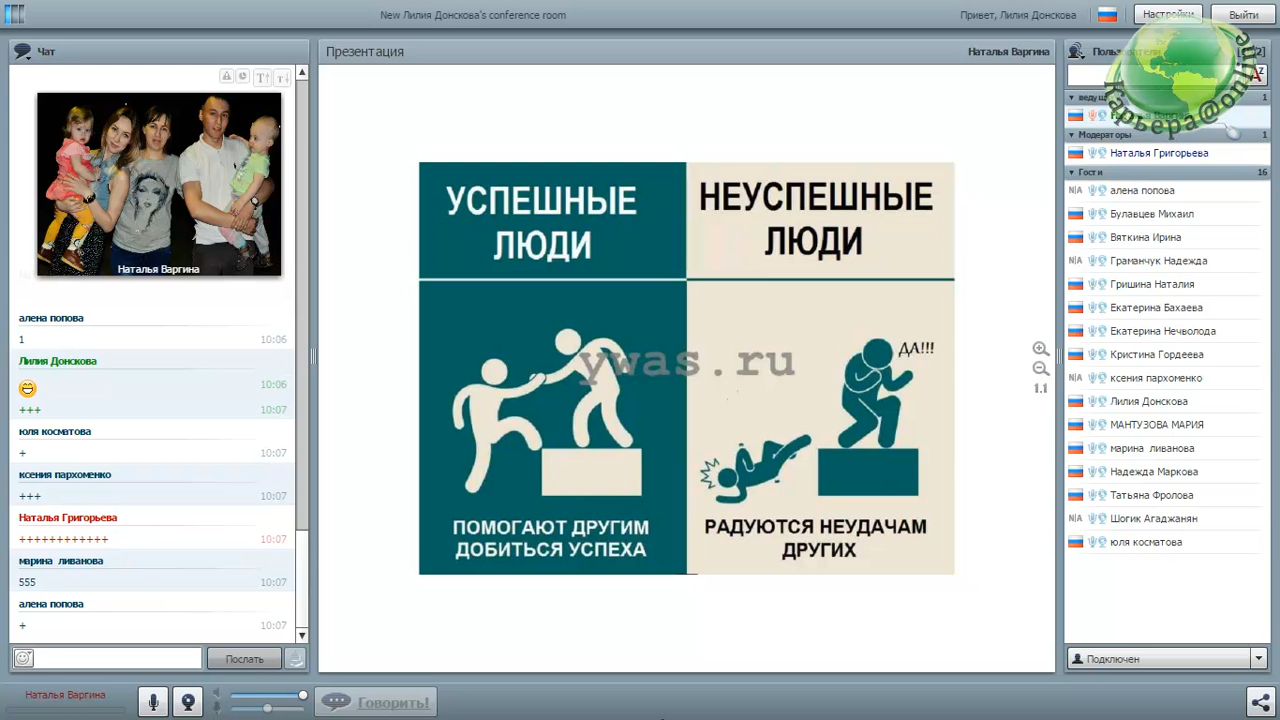 New Лилия Донскова's conference room
Привет, Лилия Донскова
Настройки
Выйти
Чат
Наталья Варгина
алена попова
1
10:06
Лилия Донскова
10:06
+++
10:07
юля косматова
+
10:07
ксения пархоменко
+++
10:07
Наталья Григорьева
++++++++++++
10:07
марина ливанова
555
10:07
алена попова
+
10:07
Послать
Презентация
Наталья Варгина
УСПЕШНЫЕ
ЛЮДИ
НЕУСПЕШНЫЕ
ЛЮДИ
ДА!!!
ywas.ru
ПОМОГАЮТ ДРУГИМ
ДОБИТЬСЯ УСПЕХА
РАДУЮТСЯ НЕУДАЧАМ
ДРУГИХ
1.1
Карьера@online
1
Модераторы
1
Наталья Григорьева
Гости
16
N|A алена попова
Булавцев Михаил
Вяткина Ирина
N|A Граманчук Надежда
Гришина Наталия
Екатерина Бахаева
Екатерина Нечволода
Кристина Гордеева
N|A ксения пархоменко
Лилия Донскова
МАНТУЗОВА МАРИЯ
марина ливанова
Надежда Маркова
Татьяна Фролова
N|A Шогик Агаджанян
юля косматова
Подключен
Наталья Варгина
Говорить!